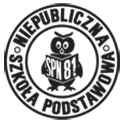 NIEPUBLICZNA
SPN 81
SZKOŁA PODSTAWOWA